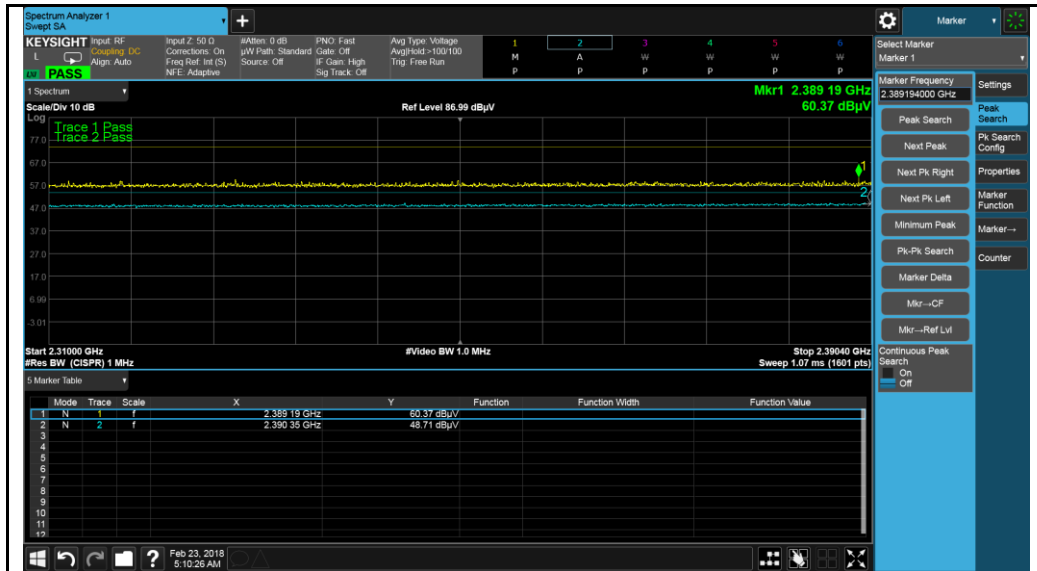 Spectrum Analyzer 1
Swept SA
+
Marker
KEYSIGHT
L
PASS
Input: RF
Coupling: DC
Align: Auto
Input Z: 50 Ω
Corrections: On
Freq Ref: Int (S)
NFE: Adaptive
#Atten: 0 dB
µW Path: Standard
Source: Off
PNO: Fast
Gate: Off
IF Gain: High
Sig Track: Off
Avg Type: Voltage
Avg|Hold:>100/100
Trig: Free Run
1 2 3 4 5 6
M A W W W W
P P P P P P
Select Marker
Marker 1
1 Spectrum
Scale/Div 10 dB
Log
Ref Level 86.99 dBµV
Mkr1 2.389 19 GHz
60.37 dBµV
Trace 1 Pass
Trace 2 Pass
77.0
67.0
57.0
47.0
37.0
27.0
17.0
6.99
-3.01
1
2
Start 2.31000 GHz
#Res BW (CISPR) 1 MHz
#Video BW 1.0 MHz
Stop 2.39040 GHz
Sweep 1.07 ms (1601 pts)
Marker Frequency
2.389194000 GHz
Peak Search
Next Peak
Next Pk Right
Next Pk Left
Minimum Peak
Pk-Pk Search
Marker Delta
Mkr→CF
Mkr→Ref Lvl
Continuous Peak
Search
On
Off
Settings
Peak
Search
Pk Search
Config
Properties
Marker
Function
Marker→
Counter
5 Marker Table
Mode Trace Scale X Y Function Function Width Function Value
1 N 1 f 2.389 19 GHz 60.37 dBµV
2 N 2 f 2.390 35 GHz 48.71 dBµV
3
4
5
6
7
8
9
10
11
12
?
Feb 23, 2018
5:10:26 AM